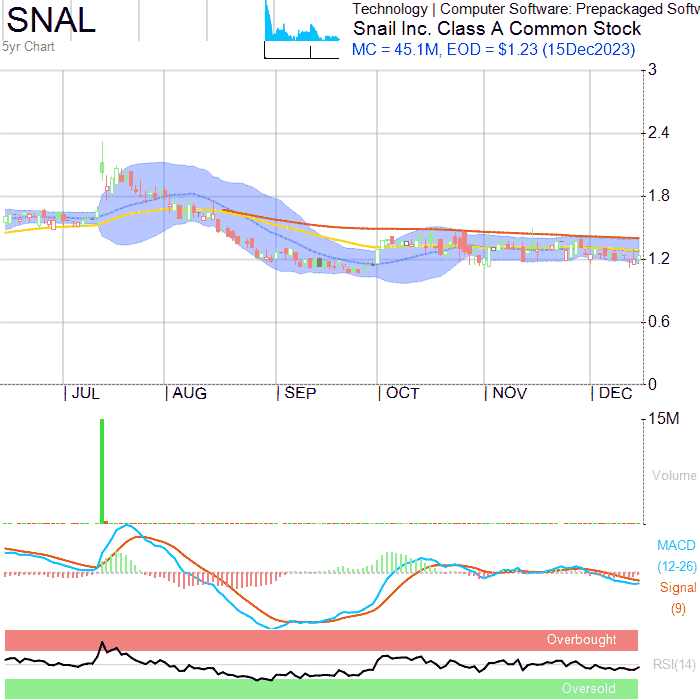 SNAL
5yr Chart
Technology | Computer Software: Prepackaged Softw
Snail Inc. Class A Common Stock
MC = 45.1M, EOD = $1.23 (15Dec2023)
3
2.4
1.8
1.2
0.6
0
JUL AUG SEP OCT NOV DEC
15M
Volume
MACD
(12-26)
Signal
(9)
Overbought
RSI(14)
Oversold